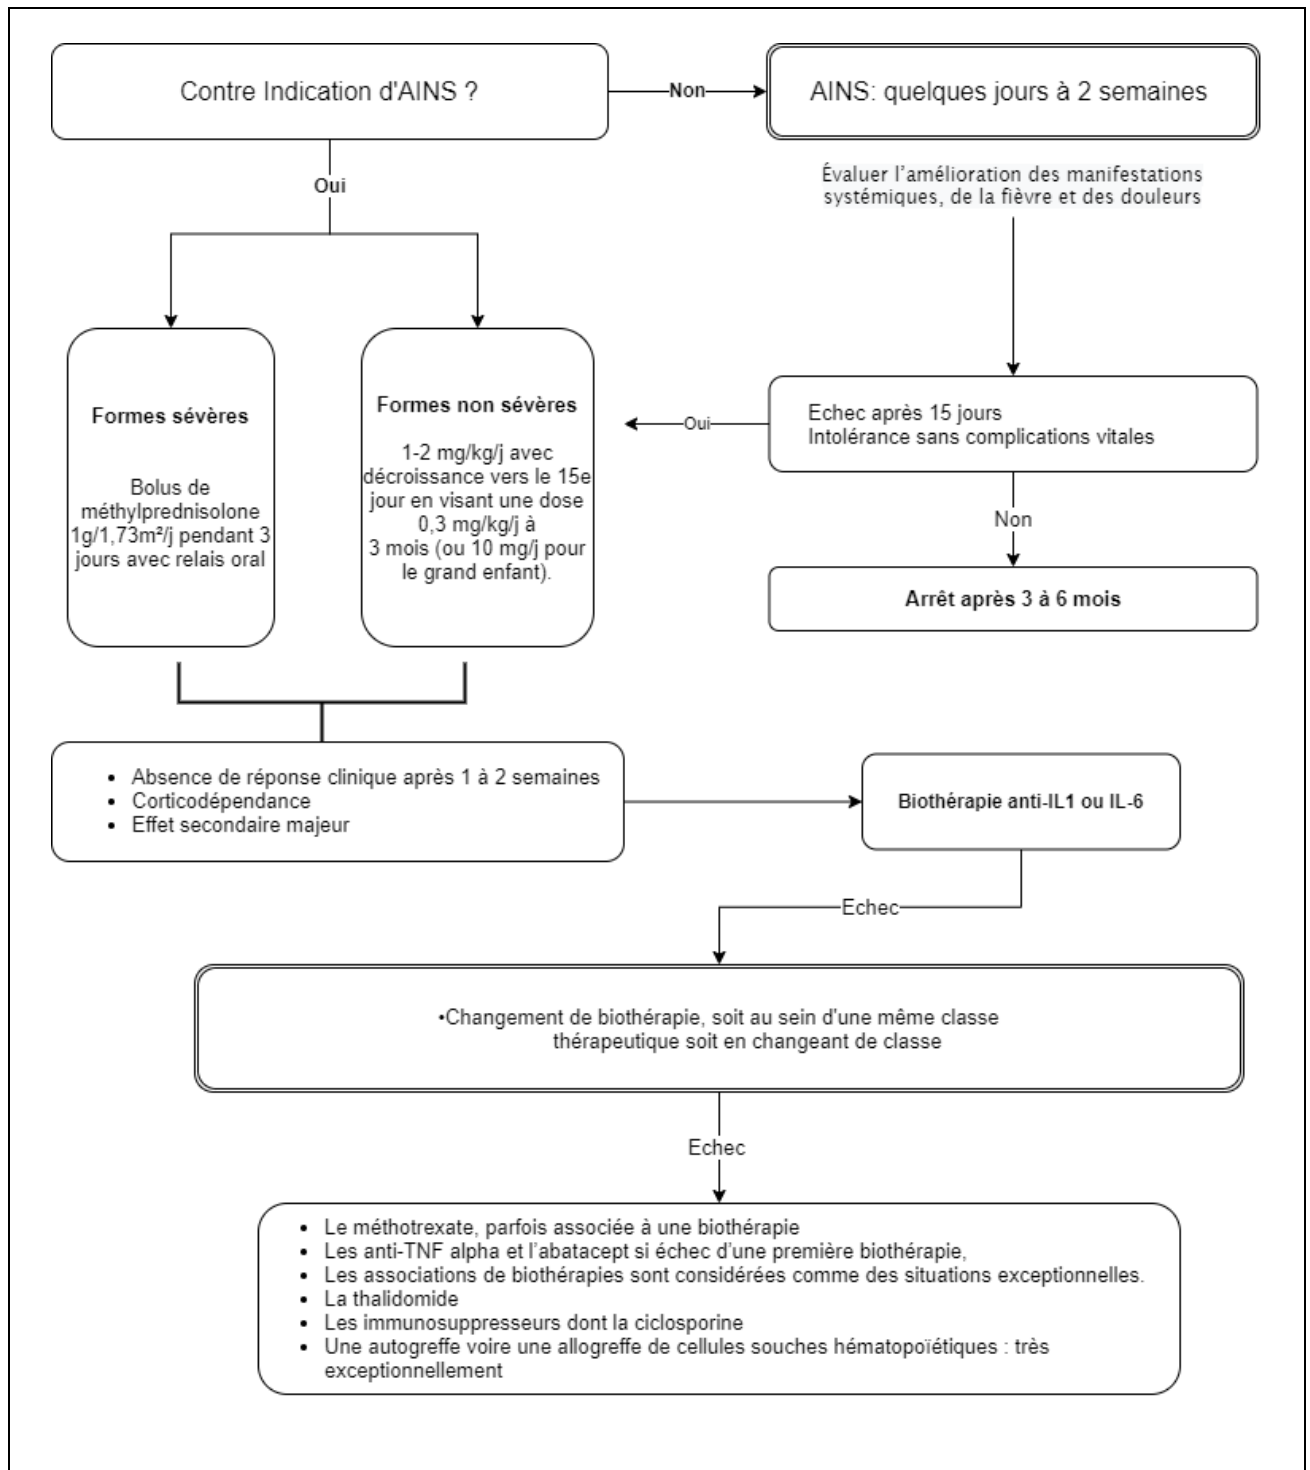 Contre Indication d'AINS ?
Non
AINS: quelques jours à 2 semaines
Évaluer l'amélioration des manifestations
systémiques, de la fièvre et des douleurs
Oui
Formes sévères
Bolus de
méthylprednisolone
1g/1,73m²/j pendant 3
jours avec relais oral
Formes non sévères
1-2 mg/kg/j avec
décroissance vers le 15e
jour en visant une dose
0,3 mg/kg/j à
3 mois (ou 10 mg/j pour
le grand enfant).
Oui
Echec après 15 jours
Intolérance sans complications vitales
Non
Arrêt après 3 à 6 mois
• Absence de réponse clinique après 1 à 2 semaines
• Corticodépendance
• Effet secondaire majeur
Biothérapie anti-IL1 ou IL-6
Echec
•Changement de biothérapie, soit au sein d'une même classe
thérapeutique soit en changeant de classe
Echec
• Le méthotrexate, parfois associée à une biothérapie
• Les anti-TNF alpha et l'abatacept si échec d'une première biothérapie,
• Les associations de biothérapies sont considérées comme des situations exceptionnelles.
• La thalidomide
• Les immunosuppresseurs dont la ciclosporine
• Une autogreffe voire une allogreffe de cellules souches hématopoïétiques : très
exceptionnellement